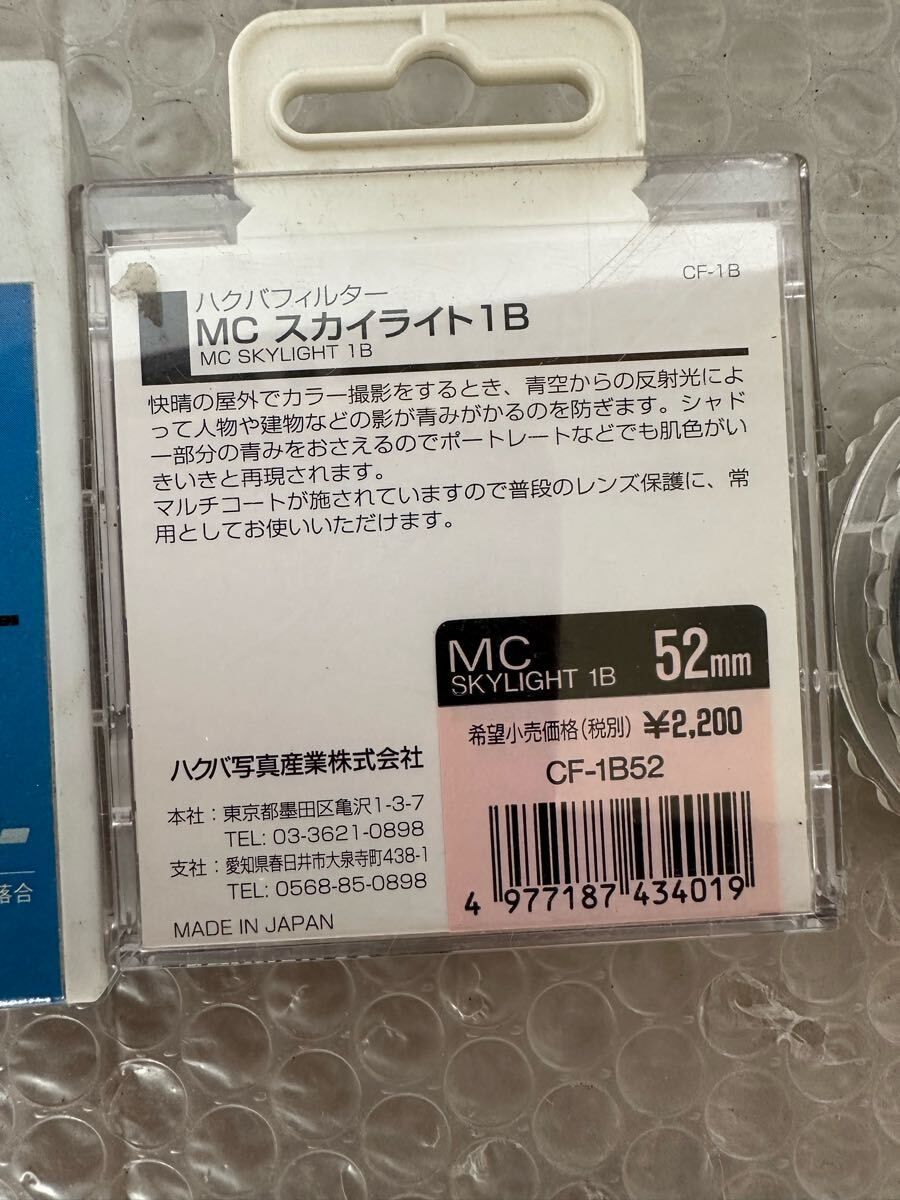 CF-1B
ハクバフィルター
MC スカイライト1B
MC SKYLIGHT 1B
快晴の屋外でカラー撮影をするとき、青空からの反射光によ
って人物や建物などの影が青みがかるのを防ぎます。シャド
ー部分の青みをおさえるのでポートレートなどでも肌色がい
きいきと再現されます。
マルチコートが施されていますので普段のレンズ保護に、常
用としてお使いいただけます。
MC 52mm
SKYLIGHT 1B
希望小売価格(税別) ¥2,200
CF-1B52
4 977187 434019
ハクバ写真産業株式会社
本社:東京都墨田区亀沢1-3-7
TEL: 03-3621-0898
支社:愛知県春日井市大泉寺町438-1
TEL: 0568-85-0898
MADE IN JAPAN
落合